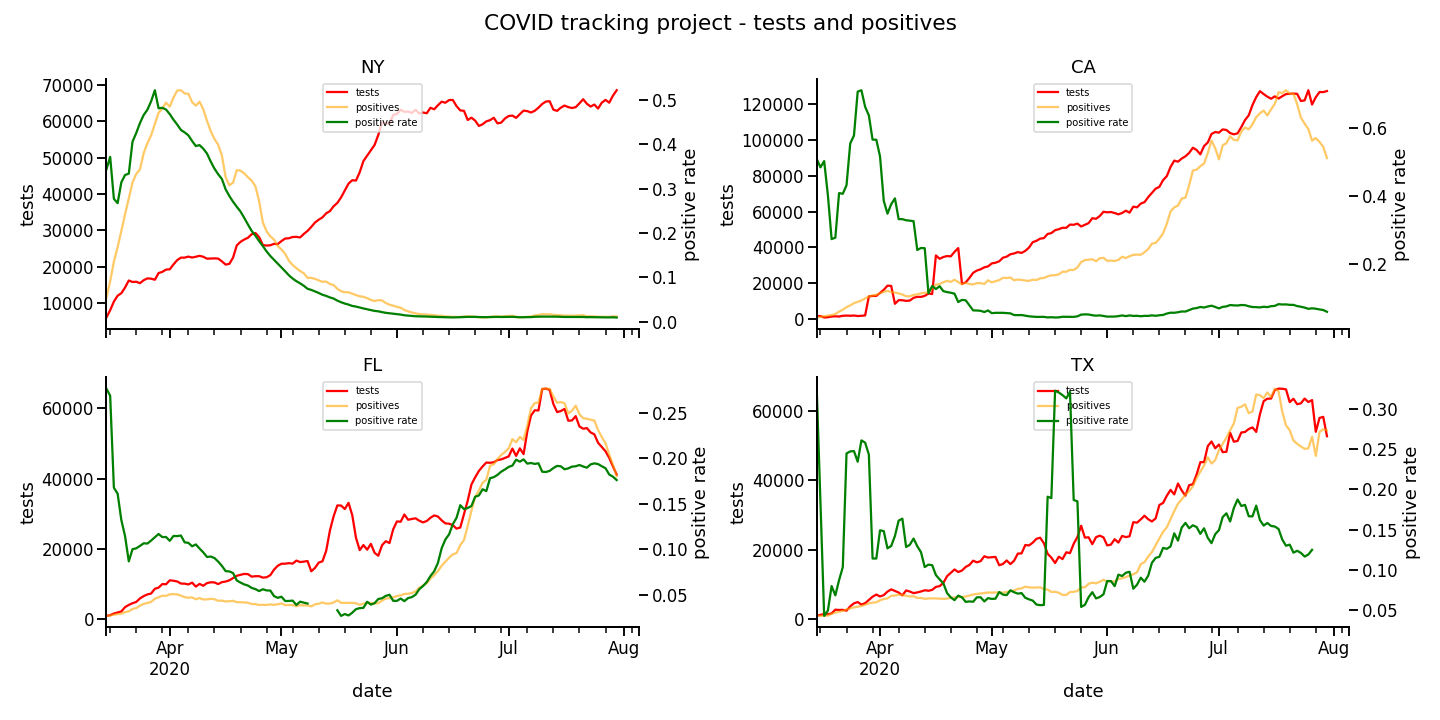 COVID tracking project - tests and positives
NY
tests
positives
positive rate
70000
60000
50000
40000
30000
20000
10000
tests
0.5
0.4
0.3
0.2
0.1
0.0
positive rate
CA
tests
positives
positive rate
120000
100000
80000
60000
40000
20000
0
tests
0.6
0.4
0.2
positive rate
FL
tests
positives
positive rate
60000
40000
20000
0
tests
0.25
0.20
0.15
0.10
0.05
positive rate
Apr May Jun Jul Aug
2020
date
TX
tests
positives
positive rate
60000
40000
20000
0
tests
0.30
0.25
0.20
0.15
0.10
0.05
positive rate
Apr May Jun Jul Aug
2020
date